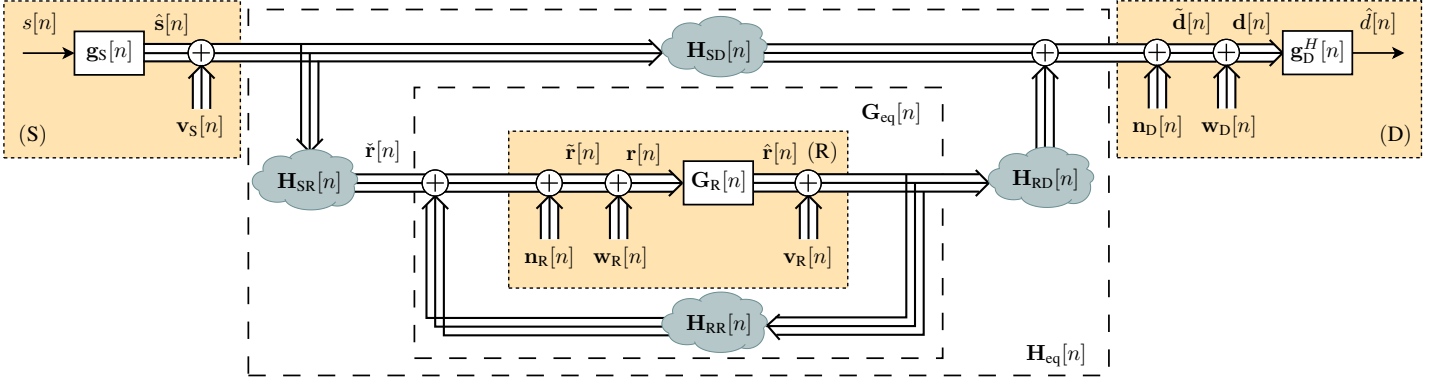 s[n] ŝ[n] d̃[n] d[n] d̂[n]
g_S[n] + H_SD[n] + + + g_D^H[n]
v_S[n] n_D[n] w_D[n]
(S) (D)
G_eq[n]
ř[n] r̃[n] r[n] r̂[n] (R)
H_SR[n] + + + G_R[n] + H_RD[n]
n_R[n] w_R[n] v_R[n]
H_RR[n]
H_eq[n]